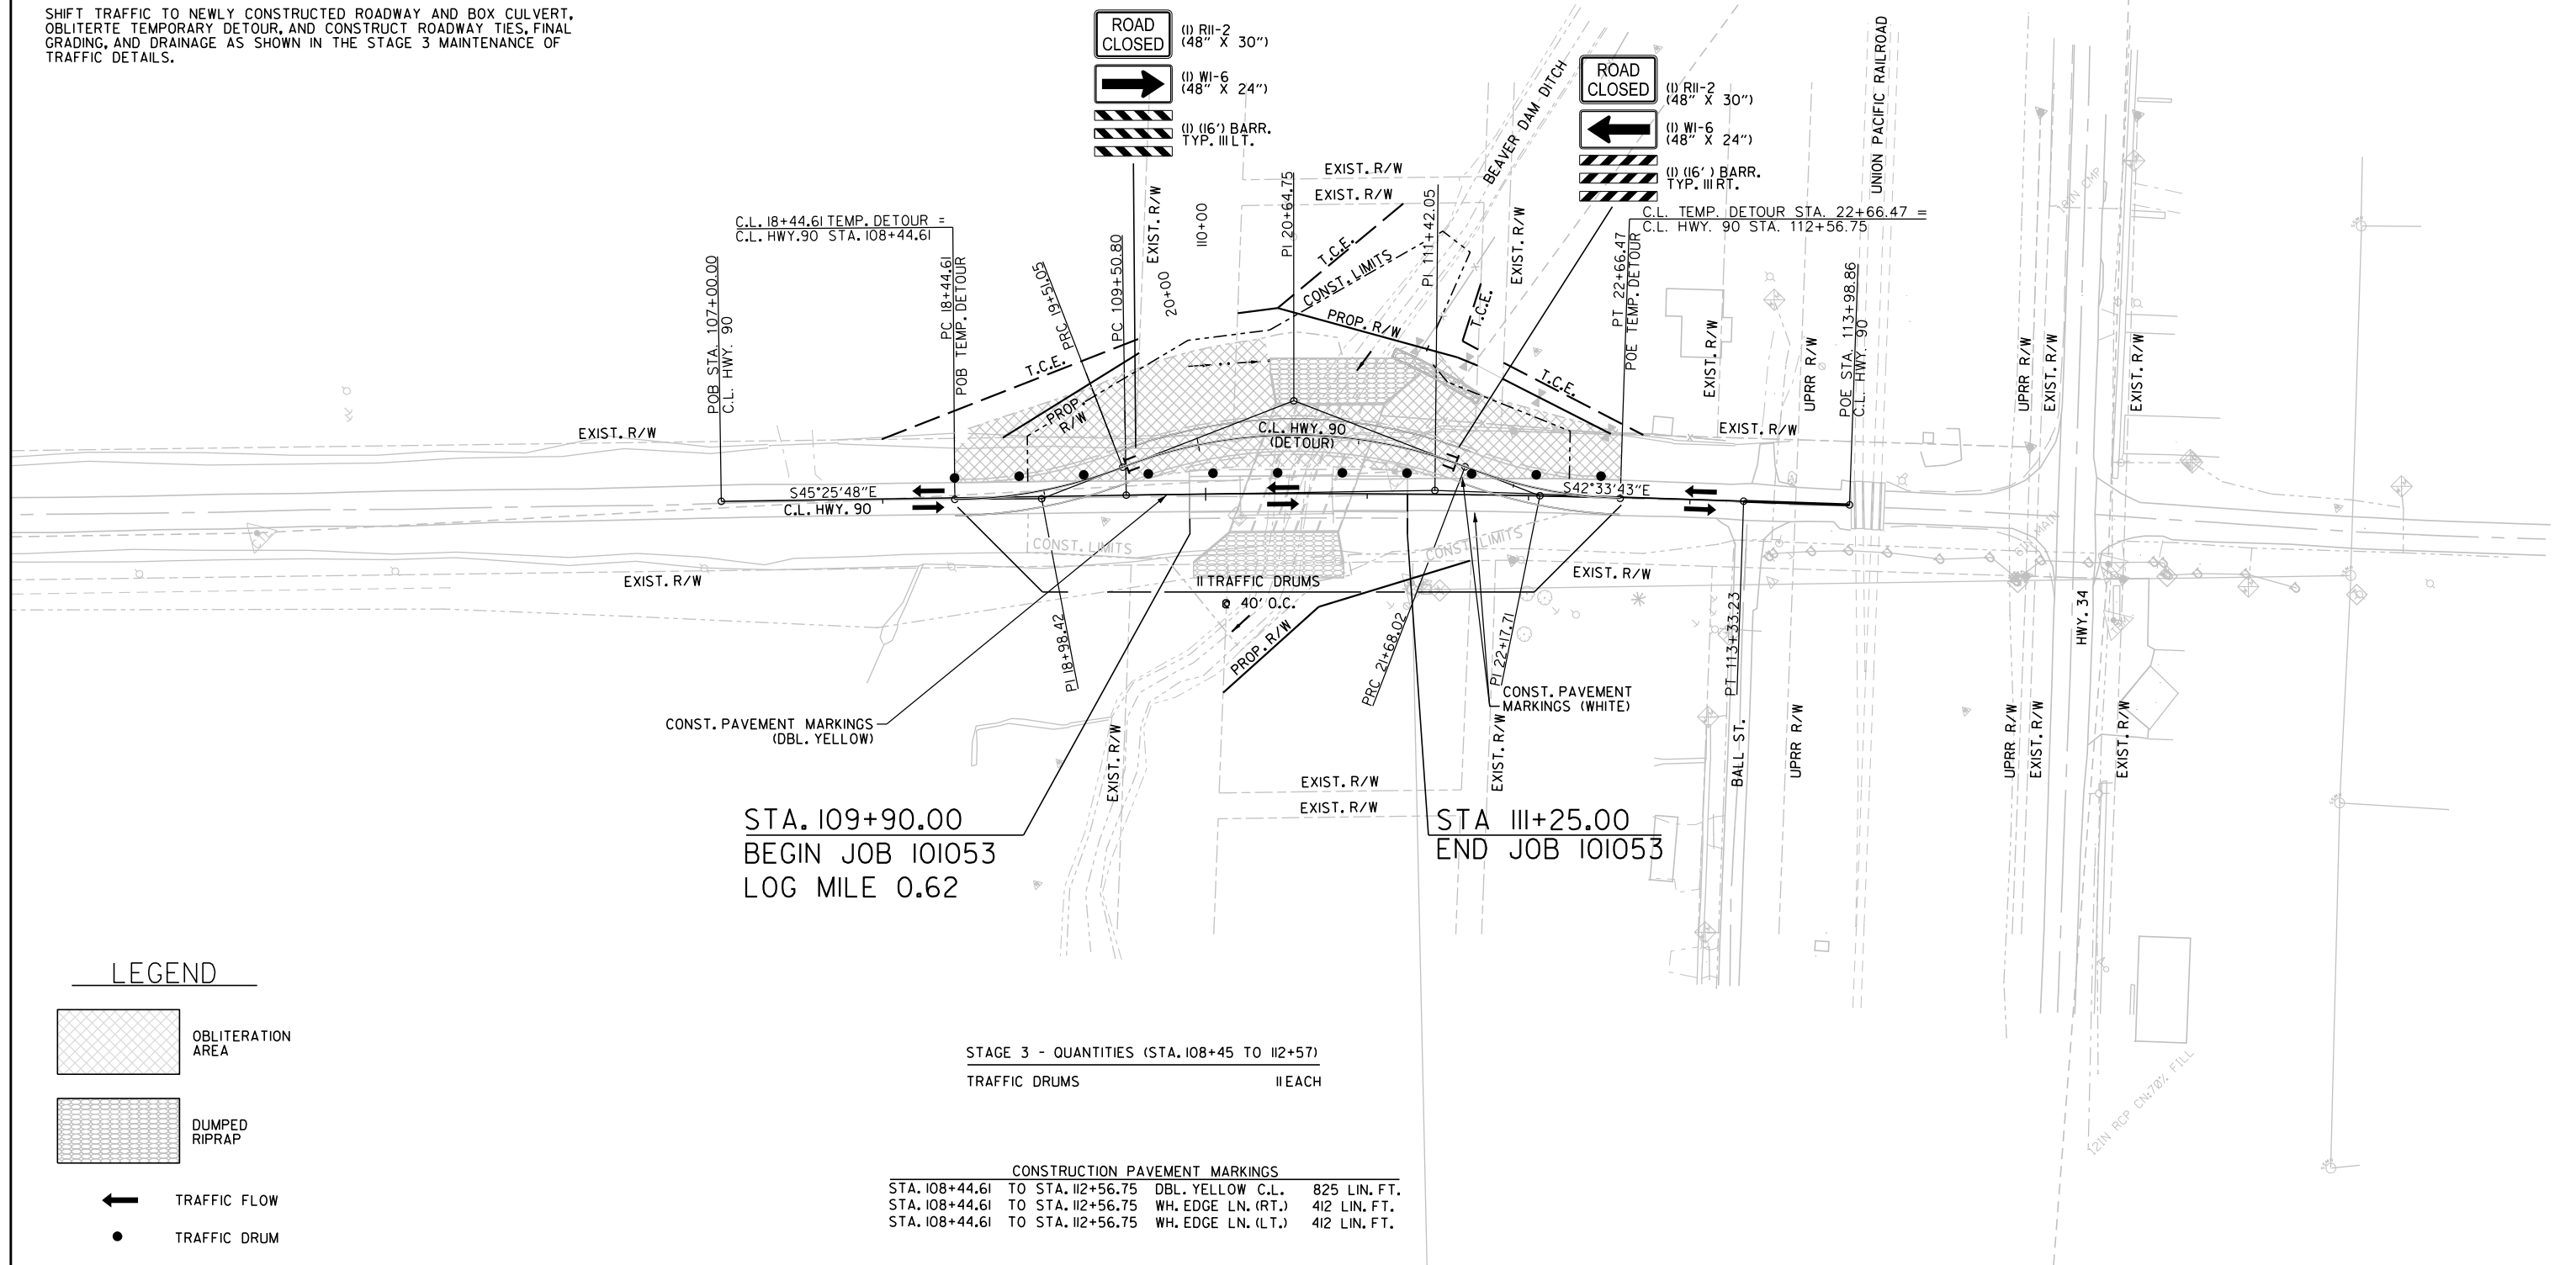 SHIFT TRAFFIC TO NEWLY CONSTRUCTED ROADWAY AND BOX CULVERT,
OBLITERTE TEMPORARY DETOUR, AND CONSTRUCT ROADWAY TIES, FINAL
GRADING, AND DRAINAGE AS SHOWN IN THE STAGE 3 MAINTENANCE OF
TRAFFIC DETAILS.
ROAD
CLOSED
(1) R11-2
(48" X 30")
(1) W1-6
(48" X 24")
(1) (16') BARR.
TYP. III LT.
ROAD
CLOSED
(1) R11-2
(48" X 30")
(1) W1-6
(48" X 24")
(1) (16') BARR.
TYP. III RT.
BEAVER DAM DITCH
UNION PACIFIC RAILROAD
18IN CMP
C.L. 18+44.61 TEMP. DETOUR =
C.L. HWY.90 STA. 108+44.61
C.L. TEMP. DETOUR STA. 22+66.47 =
C.L. HWY. 90 STA. 112+56.75
POB STA. 107+00.00
C.L. HWY. 90
PC 18+44.61
POB TEMP. DETOUR
PRC 19+51.05
PC 109+50.80
EXIST. R/W
20+00
110+00
PI 20+64.75
EXIST. R/W
EXIST. R/W
T.C.E.
CONST. LIMITS
PI 111+42.05
T.C.E.
EXIST. R/W
PT 22+66.47
POE TEMP. DETOUR
EXIST. R/W
UPRR R/W
POE STA. 113+98.86
C.L. HWY. 90
UPRR R/W
EXIST. R/W
EXIST. R/W
PROP. R/W
T.C.E.
T.C.E.
PROP.
R/W
EXIST. R/W
EXIST. R/W
C.L. HWY. 90
(DETOUR)
S45°25'48"E
C.L. HWY. 90
S42°33'43"E
CONST. LIMITS
CONST. LIMITS
6IN MAIN
EXIST. R/W
EXIST. R/W
11 TRAFFIC DRUMS
@ 40' O.C.
PI 18+98.42
PROP. R/W
PRC 21+68.02
PI 22+17.71
PT 113+33.23
HWY. 34
CONST. PAVEMENT
MARKINGS (WHITE)
CONST. PAVEMENT MARKINGS
(DBL. YELLOW)
EXIST. R/W
EXIST. R/W
BALL ST.
UPRR R/W
UPRR R/W
EXIST. R/W
EXIST. R/W
EXIST. R/W
EXIST. R/W
STA. 109+90.00
BEGIN JOB 101053
LOG MILE 0.62
STA 111+25.00
END JOB 101053
12IN RCP CN:70% FILL
LEGEND
OBLITERATION
AREA
DUMPED
RIPRAP
TRAFFIC FLOW
TRAFFIC DRUM
STAGE 3 - QUANTITIES (STA. 108+45 TO 112+57)
TRAFFIC DRUMS 11 EACH
CONSTRUCTION PAVEMENT MARKINGS
STA. 108+44.61 TO STA. 112+56.75 DBL. YELLOW C.L. 825 LIN. FT.
STA. 108+44.61 TO STA. 112+56.75 WH. EDGE LN. (RT.) 412 LIN. FT.
STA. 108+44.61 TO STA. 112+56.75 WH. EDGE LN. (LT.) 412 LIN. FT.